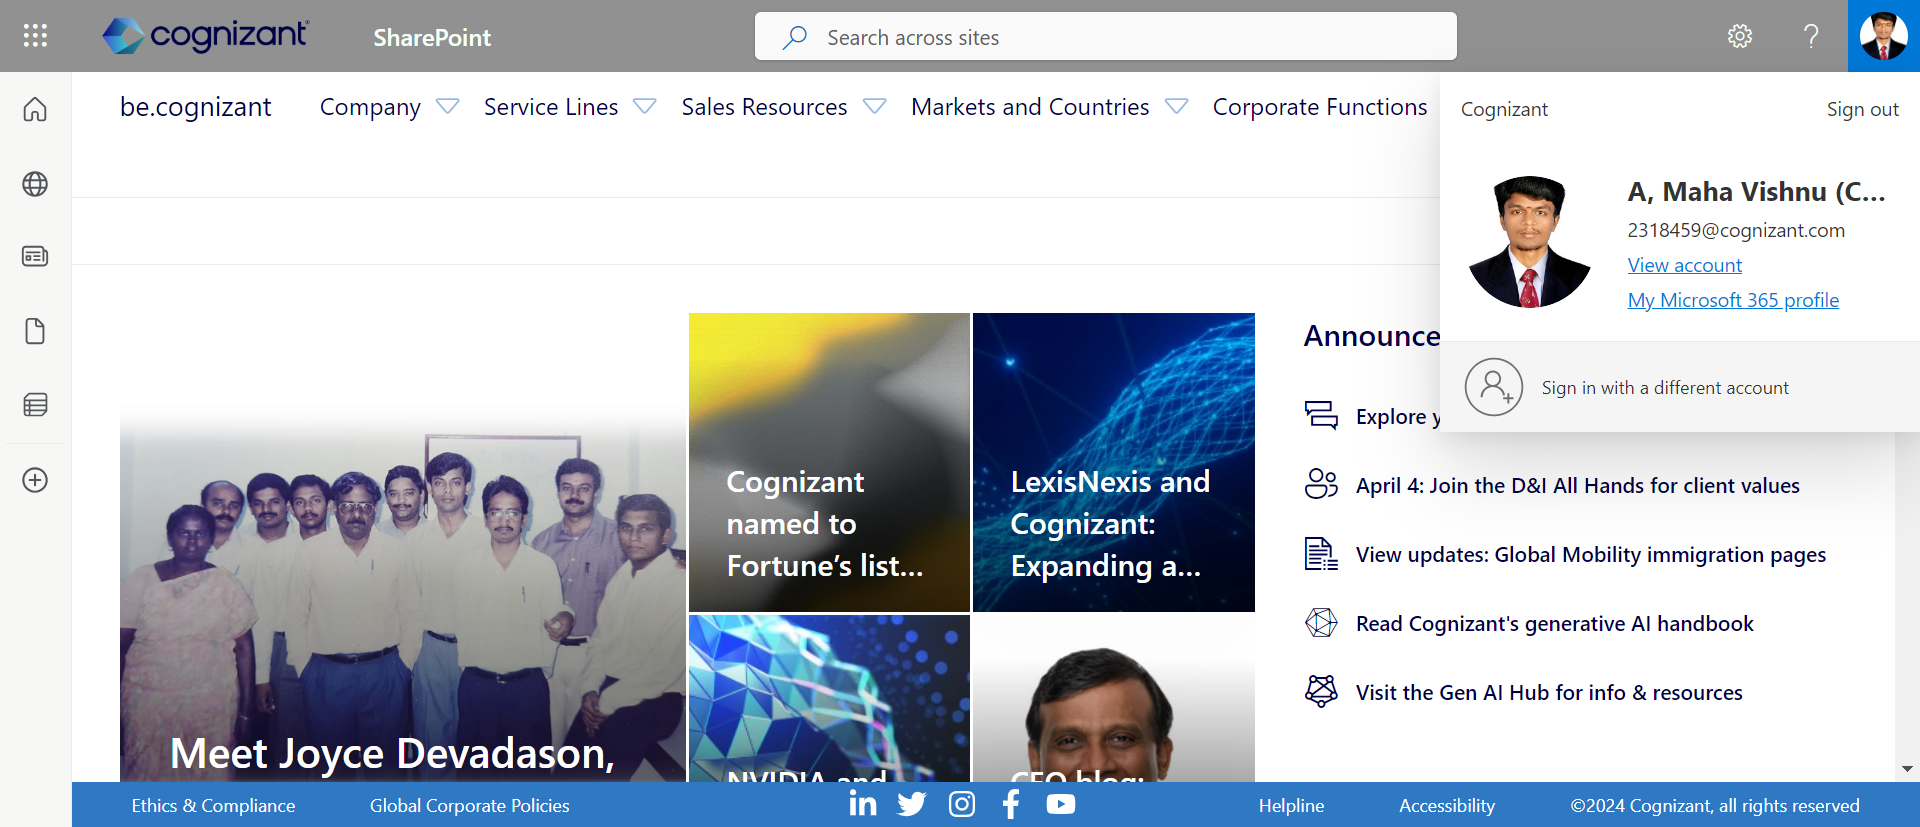 cognizant
SharePoint
Search across sites
?
be.cognizant
Company
Service Lines
Sales Resources
Markets and Countries
Corporate Functions
Cognizant
Sign out
A, Maha Vishnu (C...
2318459@cognizant.com
View account
My Microsoft 365 profile
Sign in with a different account
Meet Joyce Devadason,
Cognizant
named to
Fortune’s list...
LexisNexis and
Cognizant:
Expanding a...
NVIDIA and
CEO blog:
Announce
Explore y
April 4: Join the D&I All Hands for client values
View updates: Global Mobility immigration pages
Read Cognizant's generative AI handbook
Visit the Gen AI Hub for info & resources
Ethics & Compliance
Global Corporate Policies
in
f
Helpline
Accessibility
©2024 Cognizant, all rights reserved